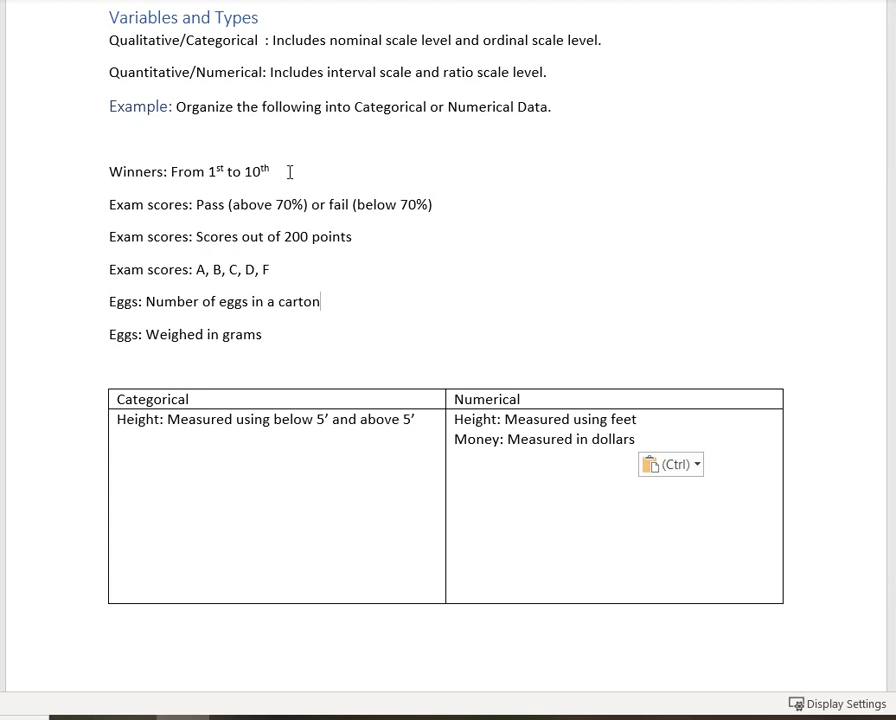 Variables and Types
Qualitative/Categorical : Includes nominal scale level and ordinal scale level.
Quantitative/Numerical: Includes interval scale and ratio scale level.
Example: Organize the following into Categorical or Numerical Data.
Winners: From 1st to 10th
Exam scores: Pass (above 70%) or fail (below 70%)
Exam scores: Scores out of 200 points
Exam scores: A, B, C, D, F
Eggs: Number of eggs in a carton
Eggs: Weighed in grams
Categorical
Numerical
Height: Measured using below 5’ and above 5’
Height: Measured using feet
Money: Measured in dollars
(Ctrl)
Display Settings